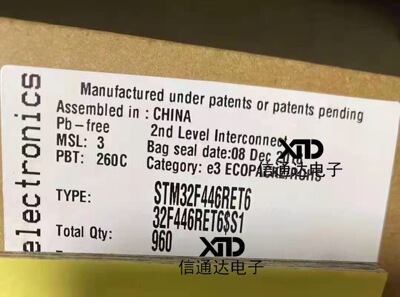 electronics
Manufactured under patents or patents pending
Assembled in : CHINA
Pb-free 2nd Level Interconnect
MSL: 3 Bag seal date: 08 Dec
PBT: 260C Category: e3
TYPE: STM32F446RET6
32F446RET6$S1
Total Qty: 960
XTD
信通达电子
XTD
信通达电子